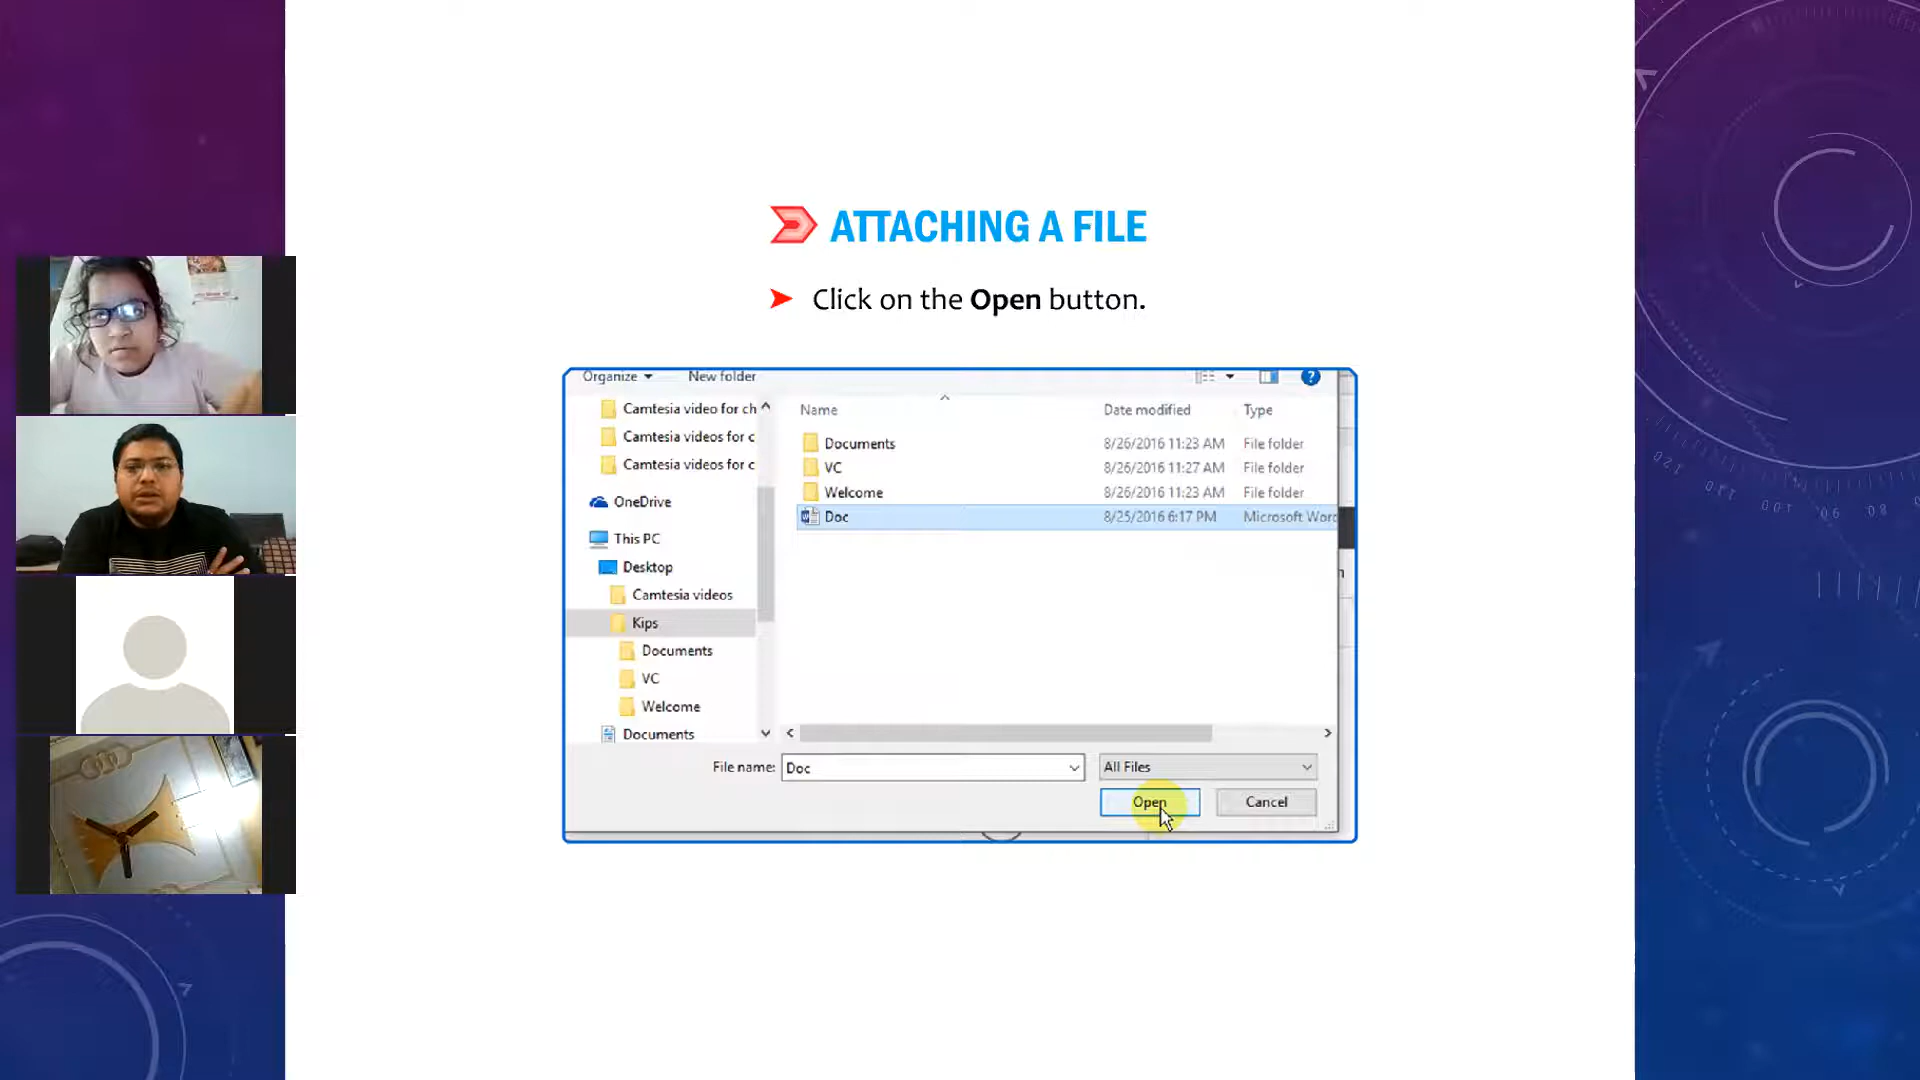 ATTACHING A FILE
Click on the Open button.
Organize New folder
Camtesia video for ch
Camtesia videos for c
Camtesia videos for c
OneDrive
This PC
Desktop
Camtesia videos
Kips
Documents
VC
Welcome
Documents
Name Date modified Type
Documents 8/26/2016 11:23 AM File folder
VC 8/26/2016 11:27 AM File folder
Welcome 8/26/2016 11:23 AM File folder
Doc 8/25/2016 6:17 PM Microsoft Word
File name: Doc All Files
Open Cancel